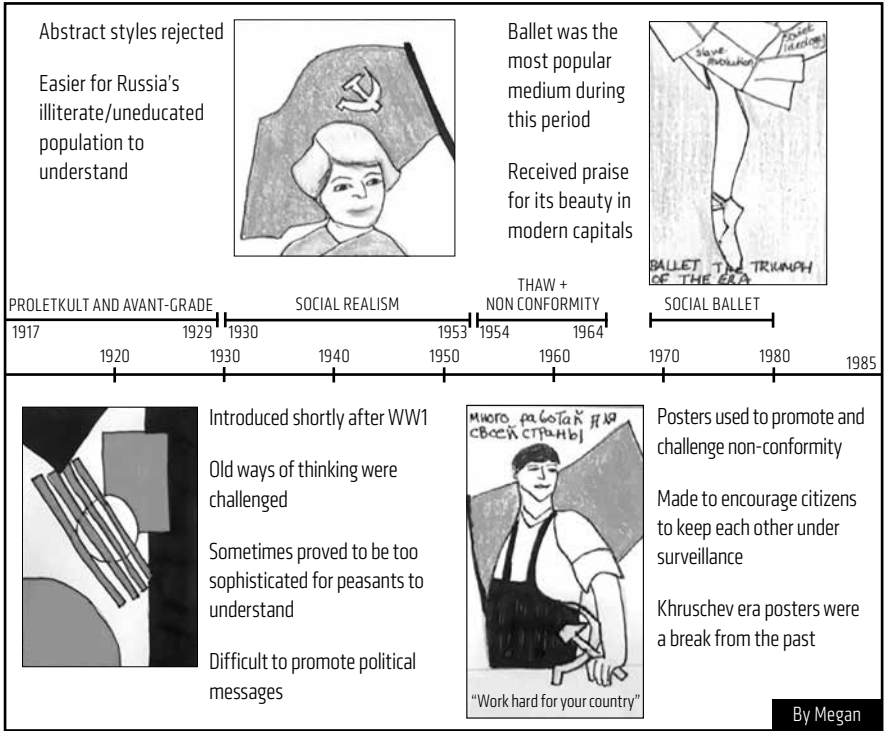 Abstract styles rejected
Easier for Russia's
illiterate/uneducated
population to
understand
Ballet was the
most popular
medium during
this period
Received praise
for its beauty in
modern capitals
slave
revolution
Soviet
ideology
BALLET THE TRIUMPH
OF THE ERA
PROLETKULT AND AVANT-GRADE
SOCIAL REALISM
THAW +
NON CONFORMITY
SOCIAL BALLET
1917 1929 1930 1953 1954 1964
1920 1930 1940 1950 1960 1970 1980 1985
Introduced shortly after WW1
Old ways of thinking were
challenged
Sometimes proved to be too
sophisticated for peasants to
understand
Difficult to promote political
messages
много работай для
своей страны
"Work hard for your country"
Posters used to promote and
challenge non-conformity
Made to encourage citizens
to keep each other under
surveillance
Khruschev era posters were
a break from the past
By Megan